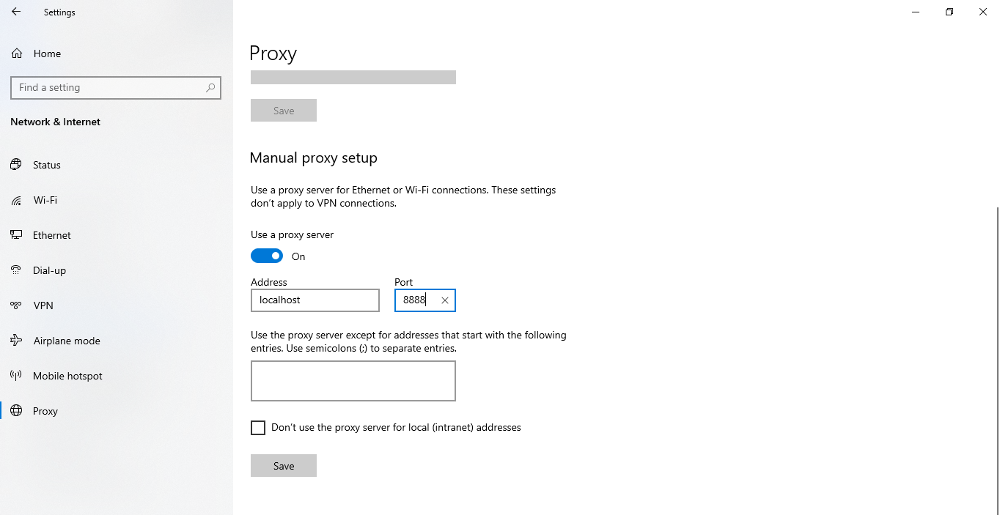 Settings
Home
Find a setting
Network & Internet
Status
Wi-Fi
Ethernet
Dial-up
VPN
Airplane mode
Mobile hotspot
Proxy
Proxy
Save
Manual proxy setup
Use a proxy server for Ethernet or Wi-Fi connections. These settings
don't apply to VPN connections.
Use a proxy server
On
Address Port
localhost 8888
Use the proxy server except for addresses that start with the following
entries. Use semicolons (;) to separate entries.
Don't use the proxy server for local (intranet) addresses
Save